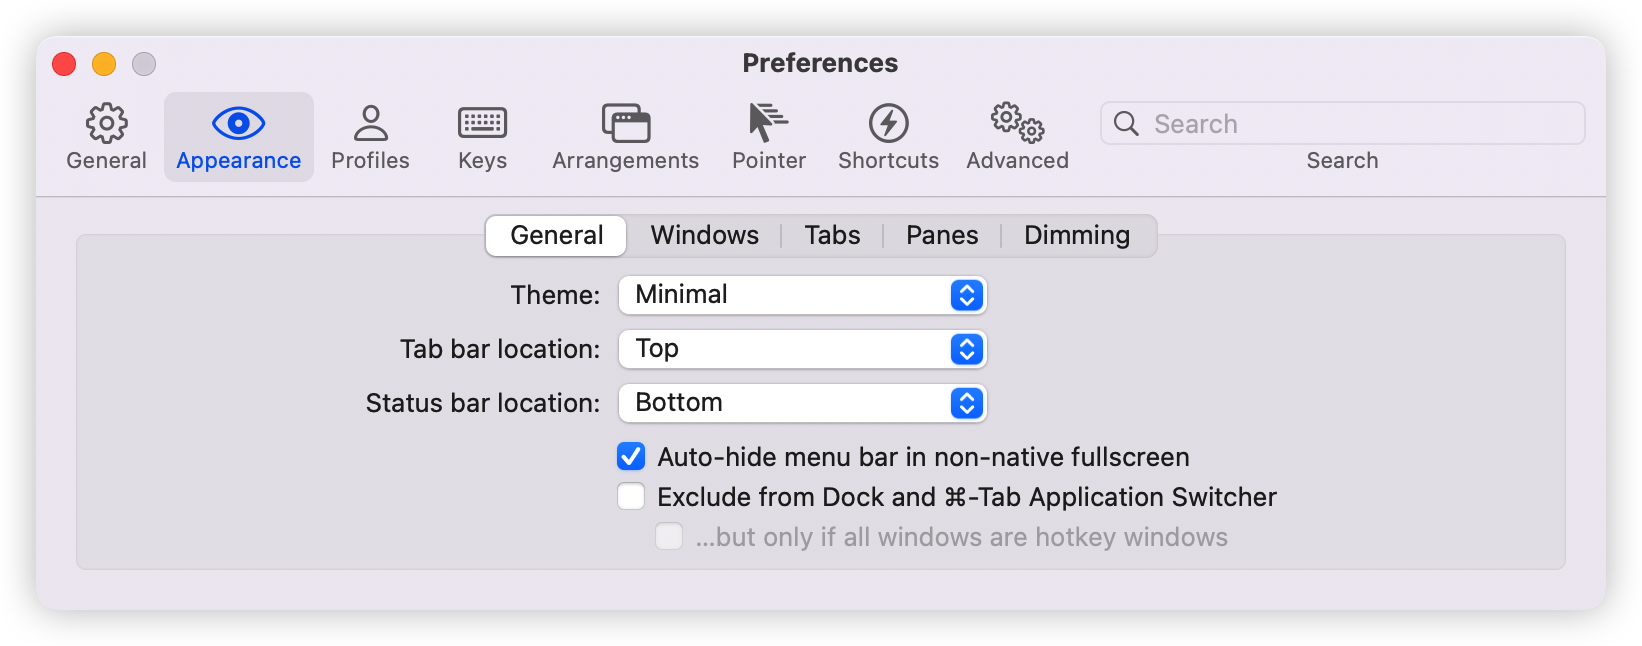 Preferences
General Appearance Profiles Keys Arrangements Pointer Shortcuts Advanced Search
Search
General Windows Tabs Panes Dimming
Theme: Minimal
Tab bar location: Top
Status bar location: Bottom
Auto-hide menu bar in non-native fullscreen
Exclude from Dock and ⌘-Tab Application Switcher
...but only if all windows are hotkey windows